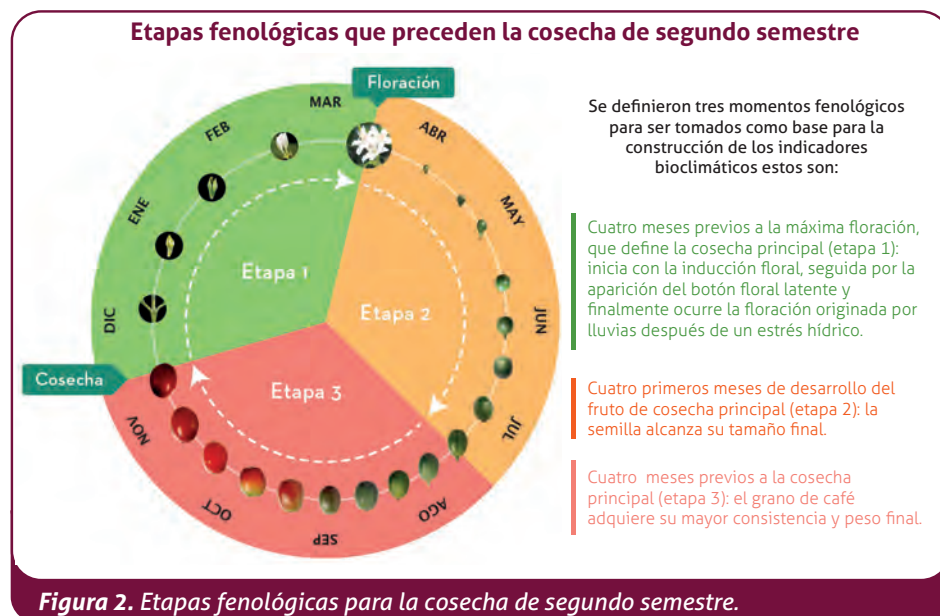 Etapas fenológicas que preceden la cosecha de segundo semestre
Floración
MAR
ABR
FEB
MAY
ENE
JUN
DIC
JUL
NOV
AGO
OCT
SEP
Etapa 1
Etapa 2
Etapa 3
Cosecha
Se definieron tres momentos fenológicos
para ser tomados como base para la
construcción de los indicadores
bioclimáticos estos son:
Cuatro meses previos a la máxima floración,
que define la cosecha principal (etapa 1):
inicia con la inducción floral, seguida por la
aparición del botón floral latente y
finalmente ocurre la floración originada por
lluvias después de un estrés hídrico.
Cuatro primeros meses de desarrollo del
fruto de cosecha principal (etapa 2): la
semilla alcanza su tamaño final.
Cuatro meses previos a la cosecha
principal (etapa 3): el grano de café
adquiere su mayor consistencia y peso final.
Figura 2. Etapas fenológicas para la cosecha de segundo semestre.